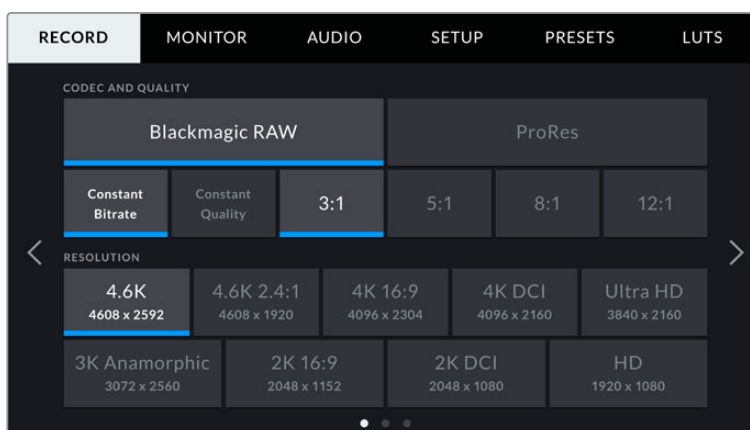 RECORD MONITOR AUDIO SETUP PRESETS LUTS
CODEC AND QUALITY
Blackmagic RAW ProRes
Constant Bitrate Constant Quality 3:1 5:1 8:1 12:1
RESOLUTION
4.6K 4.6K 2.4:1 4K 16:9 4K DCI Ultra HD
4608 x 2592 4608 x 1920 4096 x 2304 4096 x 2160 3840 x 2160
3K Anamorphic 2K 16:9 2K DCI HD
3072 x 2560 2048 x 1152 2048 x 1080 1920 x 1080